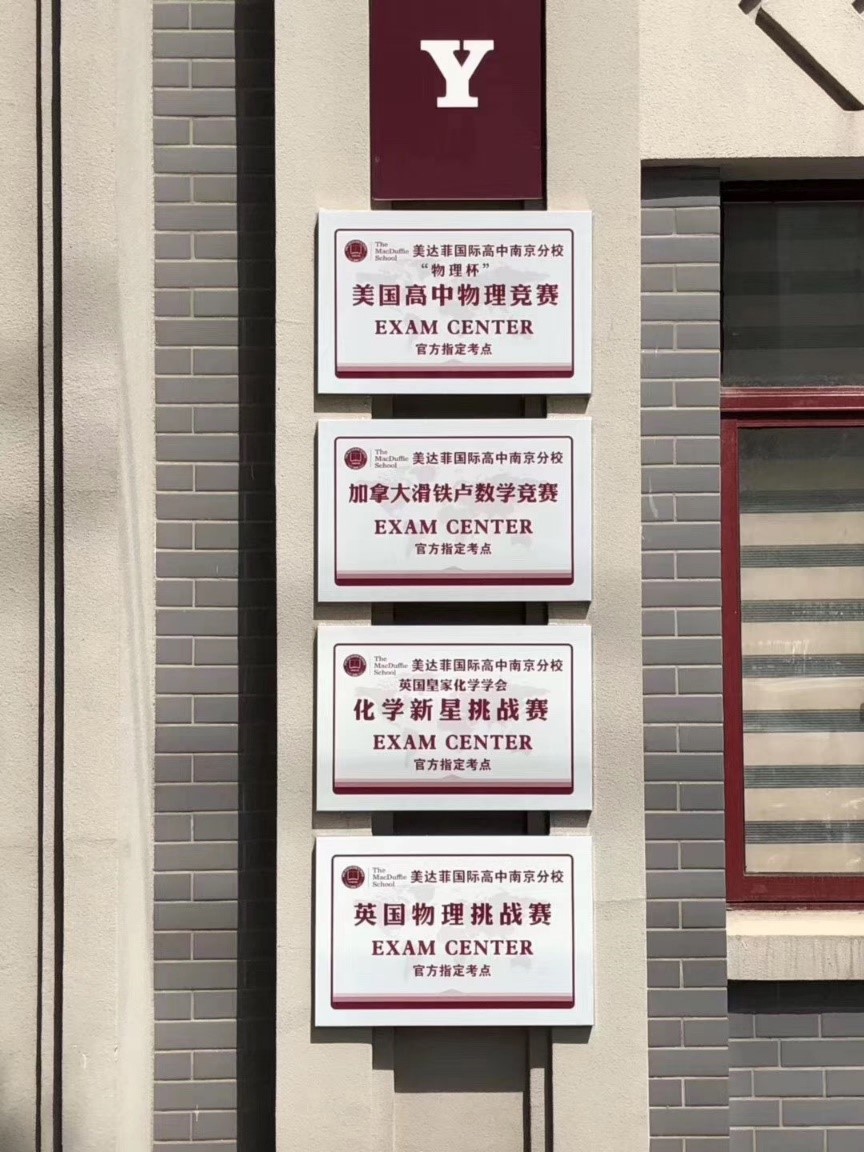 Y
The
MacDuffie
School
美达菲国际高中南京分校
“物理杯”
美国高中物理竞赛
EXAM CENTER
官方指定考点
The
MacDuffie
School
美达菲国际高中南京分校
加拿大滑铁卢数学竞赛
EXAM CENTER
官方指定考点
The
MacDuffie
School
美达菲国际高中南京分校
英国皇家化学学会
化学新星挑战赛
EXAM CENTER
官方指定考点
The
MacDuffie
School
美达菲国际高中南京分校
英国物理挑战赛
EXAM CENTER
官方指定考点